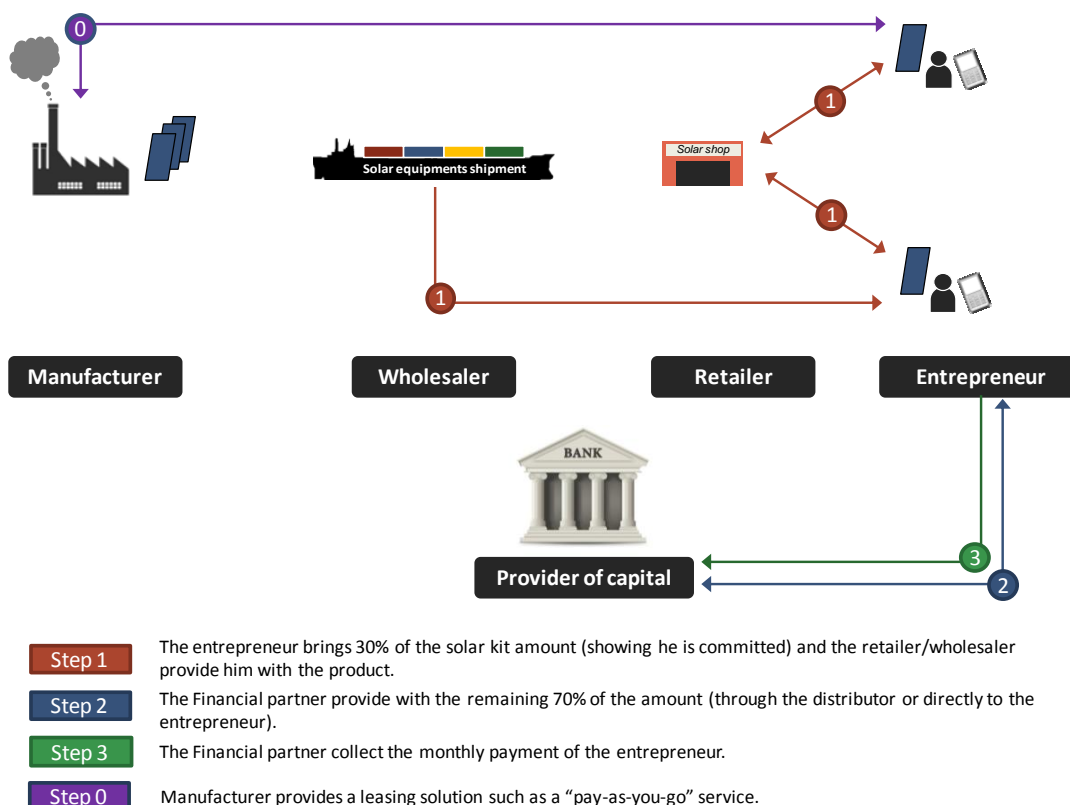 0
1
Solar shop
Solar equipments shipment
1
1
Manufacturer
Wholesaler
Retailer
Entrepreneur
BANK
3
Provider of capital
2
Step 1
The entrepreneur brings 30% of the solar kit amount (showing he is committed) and the retailer/wholesaler
provide him with the product.
Step 2
The Financial partner provide with the remaining 70% of the amount (through the distributor or directly to the
entrepreneur).
Step 3
The Financial partner collect the monthly payment of the entrepreneur.
Step 0
Manufacturer provides a leasing solution such as a “pay-as-you-go” service.